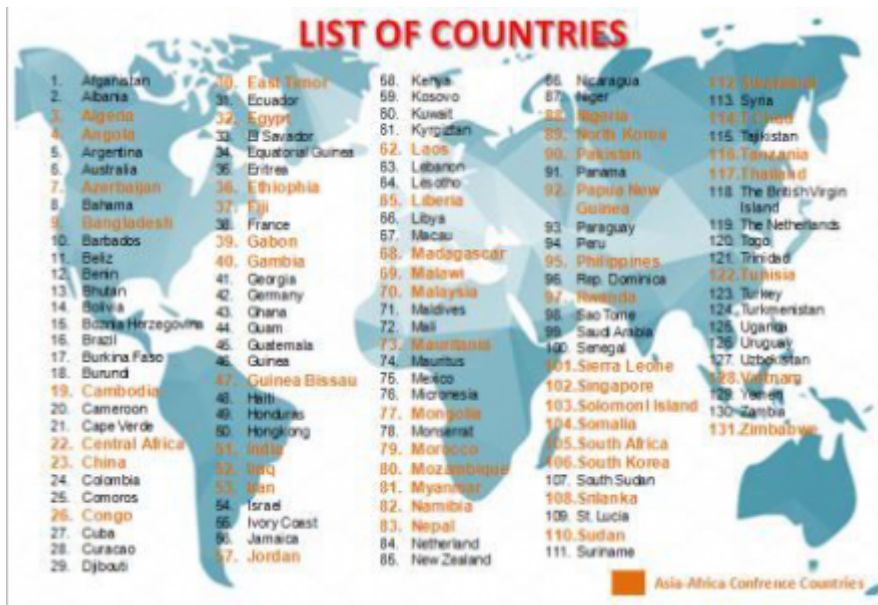 LIST OF COUNTRIES
1. Afganistan
2. Albania
3. Algeria
4. Angola
5. Argentina
6. Australia
7. Azerbaijan
8. Bahama
9. Bangladesh
10. Barbados
11. Beliz
12. Benin
13. Bhutan
14. Bolivia
15. Boznia Herzegovina
16. Brazil
17. Burkina Faso
18. Burundi
19. Cambodia
20. Cameroon
21. Cape Verde
22. Central Africa
23. China
24. Colombia
25. Comoros
26. Congo
27. Cuba
28. Curacao
29. Djibouti
30. East Timor
31. Ecuador
32. Egypt
33. El Savador
34. Equatorial Guinea
35. Eritrea
36. Ethiophia
37. Fiji
38. France
39. Gabon
40. Gambia
41. Georgia
42. Germany
43. Ghana
44. Guam
45. Guatemala
46. Guinea
47. Guinea Bissau
48. Haiti
49. Honduras
50. Hongkong
51. India
52. Iraq
53. Iran
54. Israel
55. Ivory Coast
56. Jamaica
57. Jordan
58. Kenya
59. Kosovo
60. Kuwait
61. Kyrgiztan
62. Laos
63. Lebanon
64. Lesotho
65. Liberia
66. Libya
67. Macau
68. Madagascar
69. Malawi
70. Malaysia
71. Maldives
72. Mali
73. Mauritania
74. Mauritus
75. Mexico
76. Micronesia
77. Mongolia
78. Monserrat
79. Morocco
80. Mozambique
81. Myanmar
82. Namibia
83. Nepal
84. Netherland
85. New Zealand
86. Nicaragua
87. Niger
88. Nigeria
89. North Korea
90. Pakistan
91. Panama
92. Papua New
Guinea
93. Paraguay
94. Peru
95. Philippines
96. Rep. Dominica
97. Rwanda
98. Sao Tome
99. Saudi Arabia
100. Senegal
101. Sierra Leone
102. Singapore
103. Solomonl Island
104. Somalia
105. South Africa
106. South Korea
107. South Sudan
108. Srilanka
109. St. Lucia
110. Sudan
111. Suriname
112. Swaziland
113. Syria
114. T.Chad
115. Tajikistan
116. Tanzania
117. Thailand
118. The British Virgin
Island
119. The Netherlands
120. Togo
121. Trinidad
122. Tunisia
123. Turkey
124. Turkmenistan
125. Uganda
126. Uruguay
127. Uzbekistan
128. Vietnam
129. Yemen
130. Zambia
131. Zimbabwe
Asia-Africa Confrence Countries